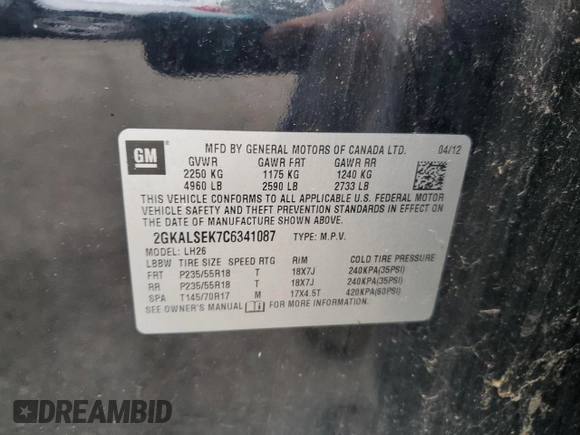 GM
MFD BY GENERAL MOTORS OF CANADA LTD. 04/12
GVWR GAWR FRT GAWR RR
2250 KG 1175 KG 1240 KG
4960 LB 2590 LB 2733 LB
THIS VEHICLE CONFORMS TO ALL APPLICABLE U.S. FEDERAL MOTOR
VEHICLE SAFETY AND THEFT PREVENTION STANDARDS IN EFFECT ON
THE DATE OF MANUFACTURE SHOWN ABOVE.
2GKALSEK7C6341087 TYPE: M.P.V.
MODEL: LH26
LBBW TIRE SIZE SPEED RTG RIM COLD TIRE PRESSURE
FRT P235/55R18 T 18X7J 240KPA(35PSI)
RR P235/55R18 T 18X7J 240KPA(35PSI)
SPA T145/70R17 M 17X4.5T 420KPA(60PSI)
SEE OWNER'S MANUAL FOR MORE INFORMATION.
DREAMBID